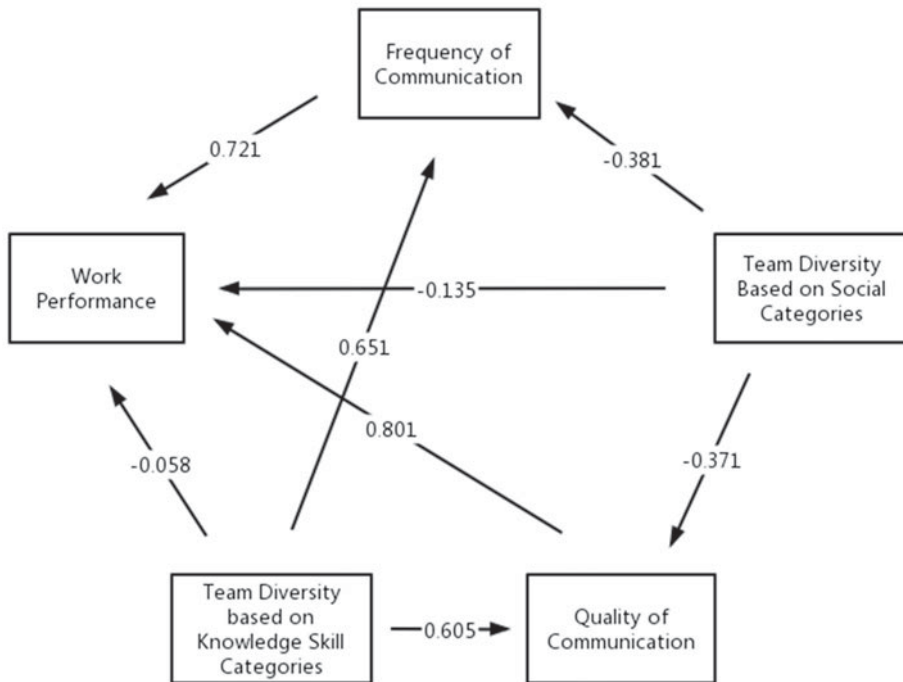 Frequency of
Communication
0.721
-0.381
Work
Performance
Team Diversity
Based on Social
Categories
-0.135
0.651
0.801
-0.058
-0.371
Team Diversity
based on
Knowledge Skill
Categories
0.605
Quality of
Communication